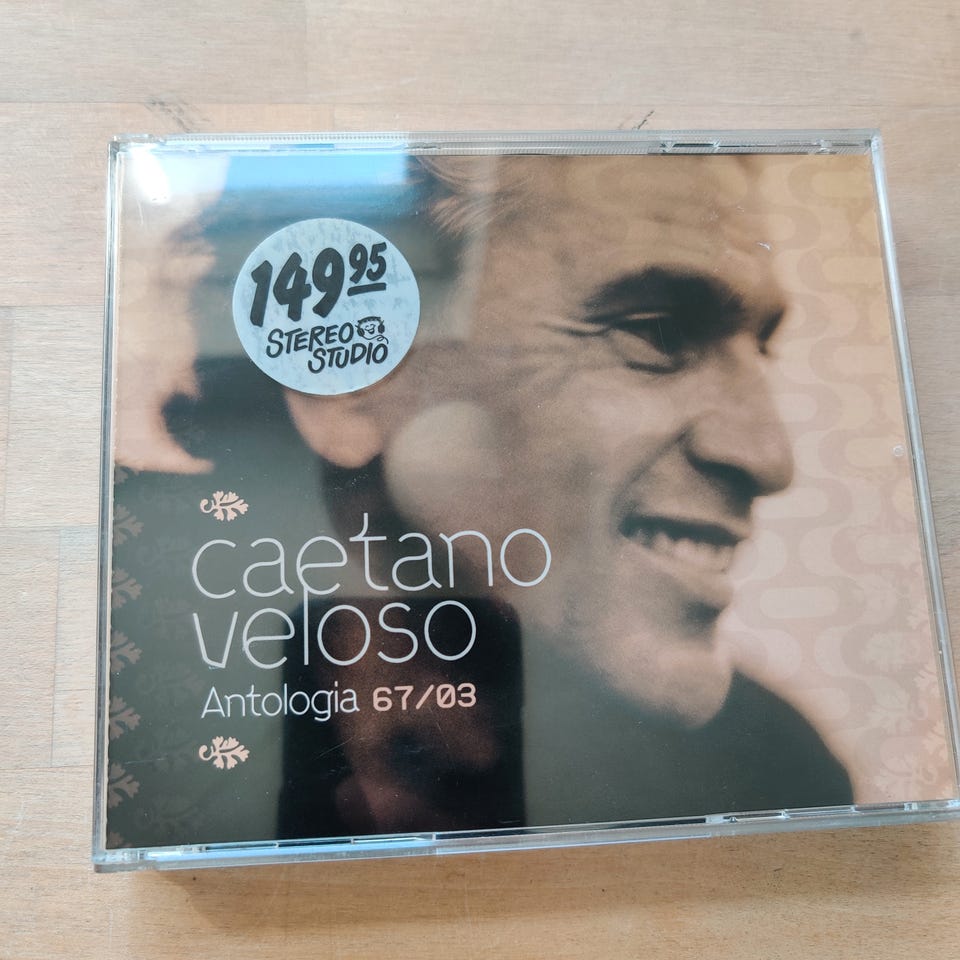 149 95
STEREO
STUDIO
caetano
veloso
Antologia 67/03